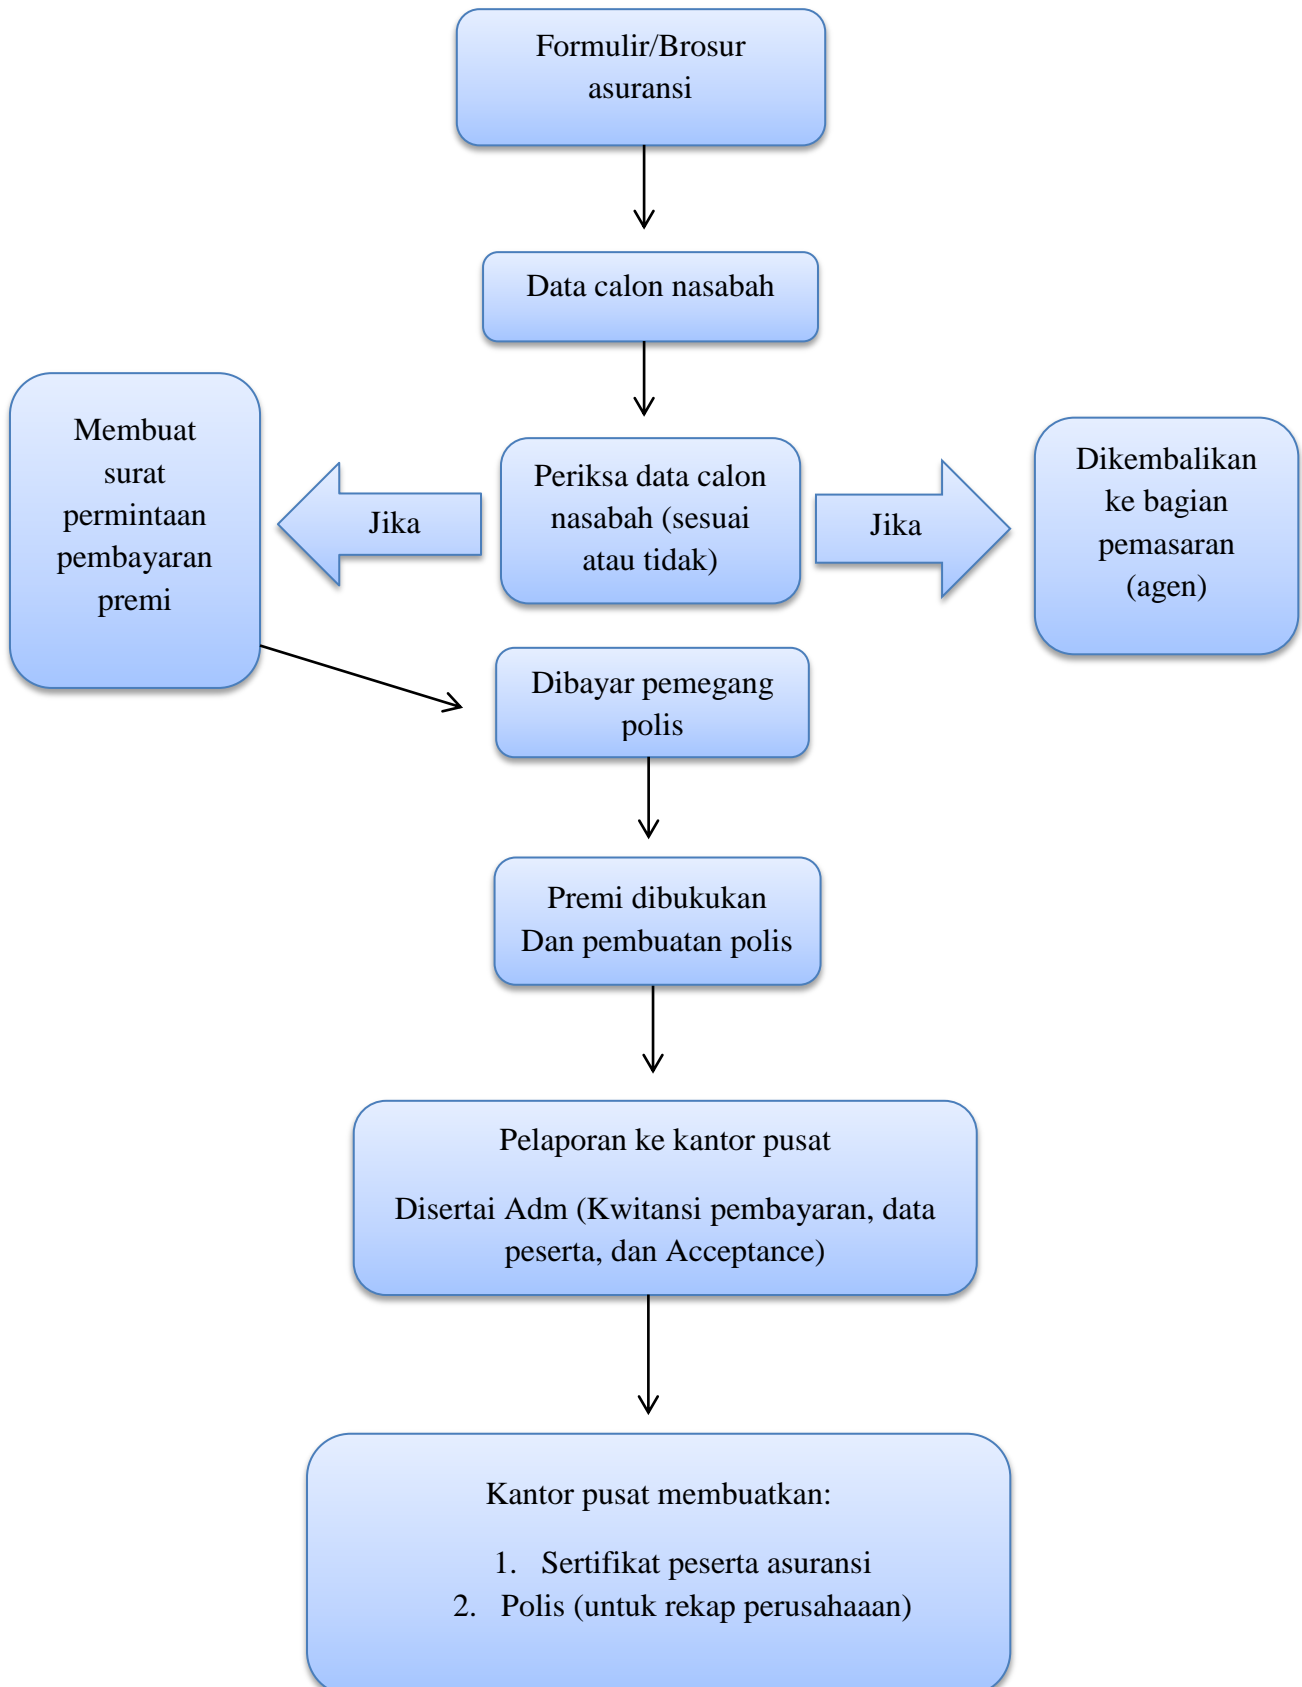 Formulir/Brosur
asuransi
Data calon nasabah
Membuat
surat
permintaan
pembayaran
premi
Jika
Periksa data calon
nasabah (sesuai
atau tidak)
Jika
Dikembalikan
ke bagian
pemasaran
(agen)
Dibayar pemegang
polis
Premi dibukukan
Dan pembuatan polis
Pelaporan ke kantor pusat
Disertai Adm (Kwitansi pembayaran, data
peserta, dan Acceptance)
Kantor pusat membuatkan:
1. Sertifikat peserta asuransi
2. Polis (untuk rekap perusahaaan)